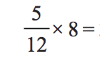 5/12 × 8 =